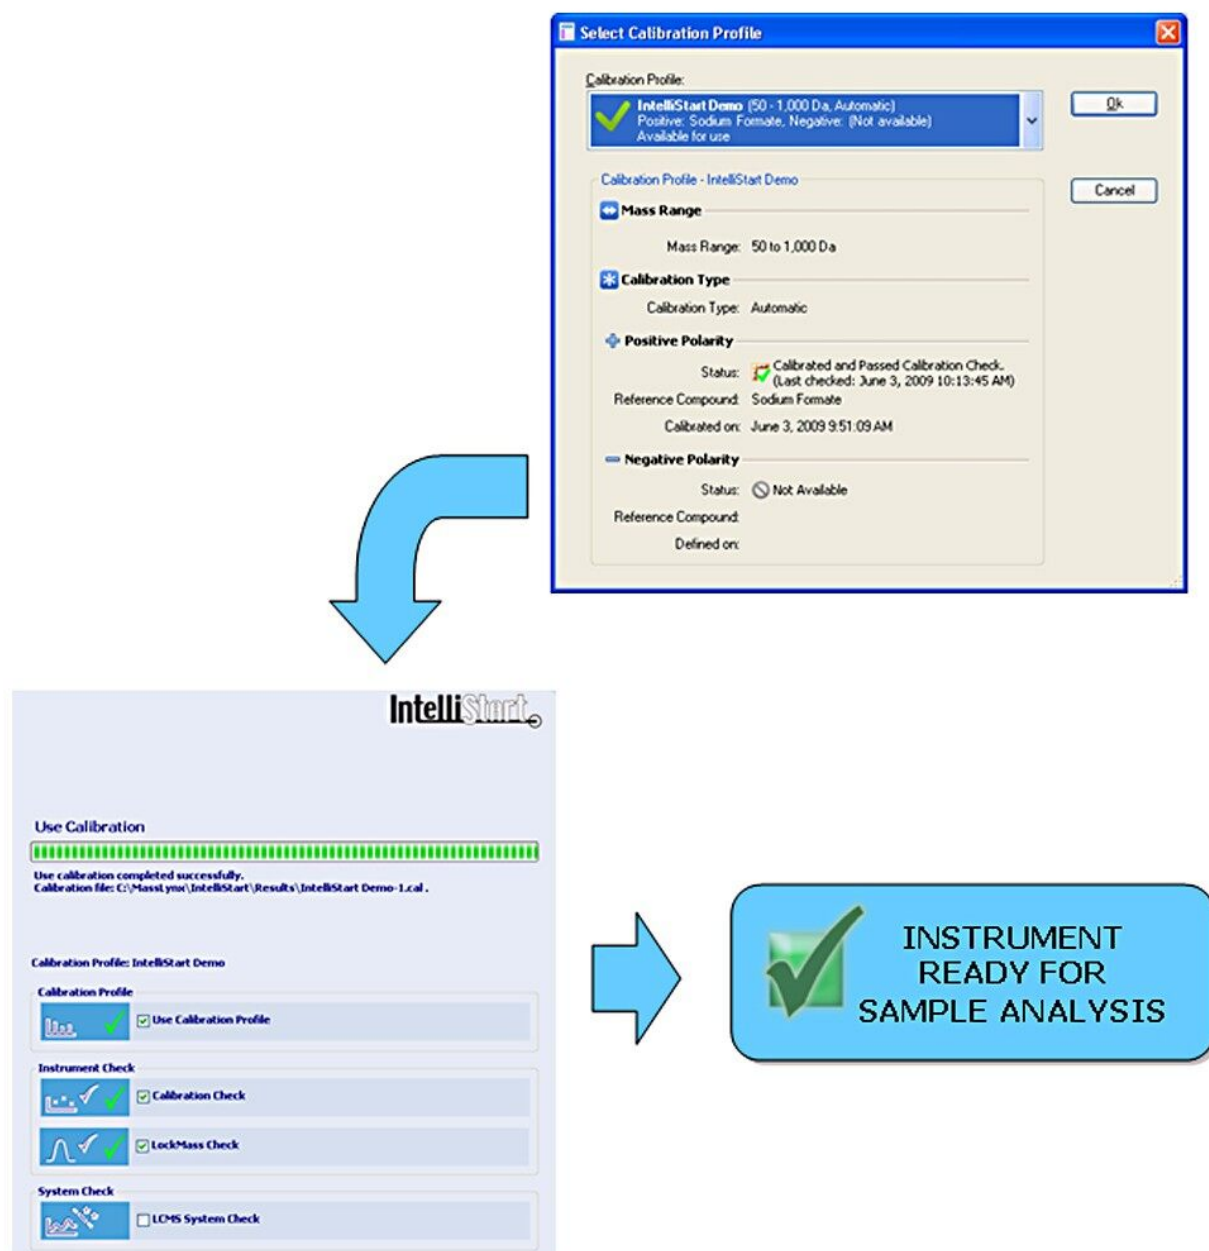 Select Calibration Profile
Calibration Profile:
IntelliStart Demo (50 - 1,000 Da, Automatic)
Positive: Sodium Formate, Negative: (Not available)
Available for use
Ok
Cancel
Calibration Profile - IntelliStart Demo
Mass Range
Mass Range: 50 to 1,000 Da
Calibration Type
Calibration Type: Automatic
Positive Polarity
Status: Calibrated and Passed Calibration Check.
(Last checked: June 3, 2009 10:13:45 AM)
Reference Compound: Sodium Formate
Calibrated on: June 3, 2009 9:51:09 AM
Negative Polarity
Status: Not Available
Reference Compound:
Defined on:
IntelliStart
Use Calibration
Use calibration completed successfully.
Calibration file: C:\MassLynx\IntelliStart\Results\IntelliStart Demo-1.cal .
Calibration Profile: IntelliStart Demo
Calibration Profile
Use Calibration Profile
Instrument Check
Calibration Check
LockMass Check
System Check
LCMS System Check
INSTRUMENT
READY FOR
SAMPLE ANALYSIS